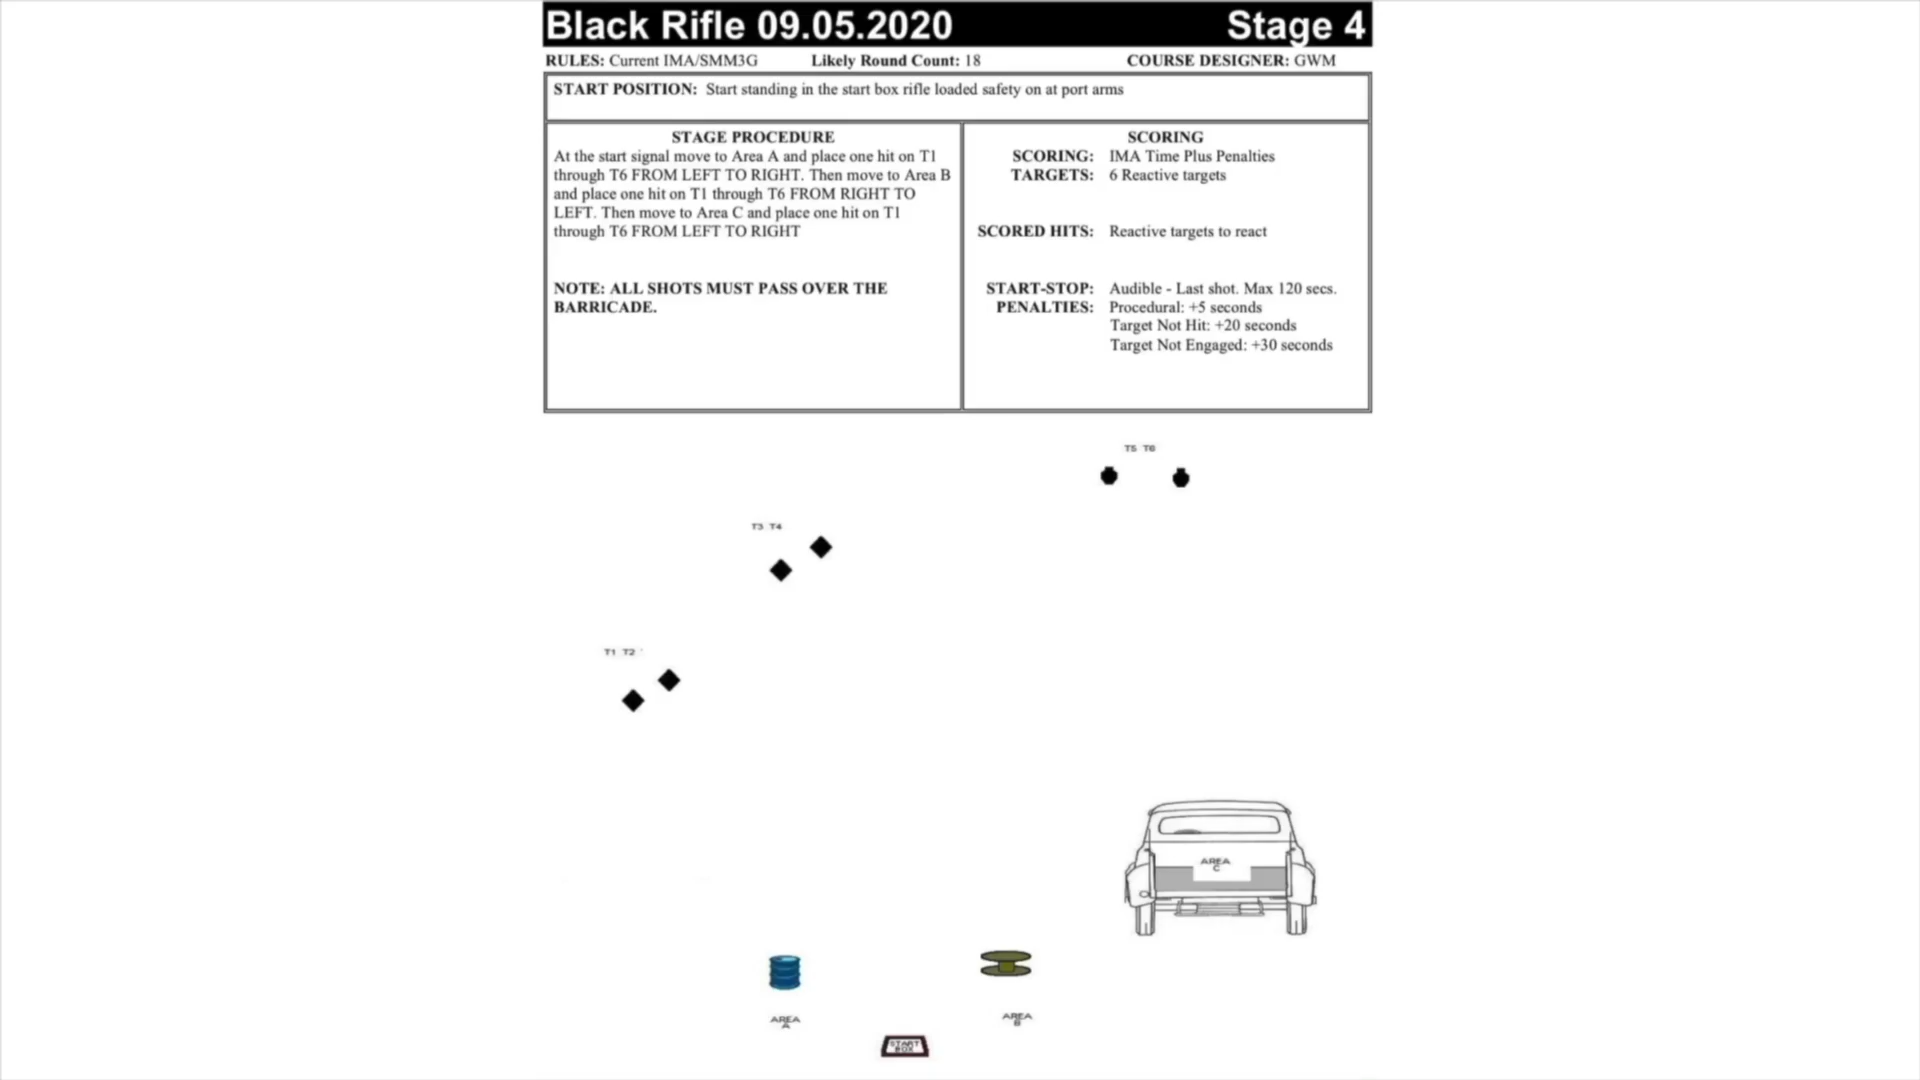 Black Rifle 09.05.2020 Stage 4
RULES: Current IMA/SMM3G Likely Round Count: 18 COURSE DESIGNER: GWM
START POSITION: Start standing in the start box rifle loaded safety on at port arms
STAGE PROCEDURE
At the start signal move to Area A and place one hit on T1
through T6 FROM LEFT TO RIGHT. Then move to Area B
and place one hit on T1 through T6 FROM RIGHT TO
LEFT. Then move to Area C and place one hit on T1
through T6 FROM LEFT TO RIGHT
NOTE: ALL SHOTS MUST PASS OVER THE
BARRICADE.
SCORING
SCORING: IMA Time Plus Penalties
TARGETS: 6 Reactive targets
SCORED HITS: Reactive targets to react
START-STOP: Audible - Last shot. Max 120 secs.
PENALTIES: Procedural: +5 seconds
Target Not Hit: +20 seconds
Target Not Engaged: +30 seconds
T5 T6
T3 T4
T1 T2
AREA
C
AREA
A
AREA
B
START
BOX